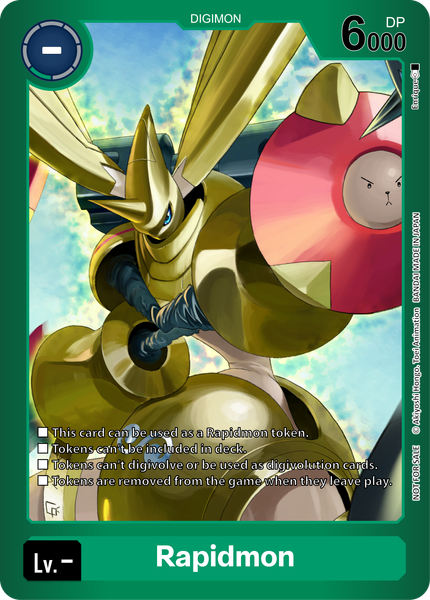 DIGIMON
–
6000
DP
Enrique
□ This card can be used as a Rapidmon token.
□ Tokens can't be included in deck.
□ Tokens can't digivolve or be used as digivolution cards.
□ Tokens are removed from the game when they leave play.
NOT FOR SALE © Akiyoshi Hongo, Toei Animation BANDAI MADE IN JAPAN
Lv.–
Rapidmon